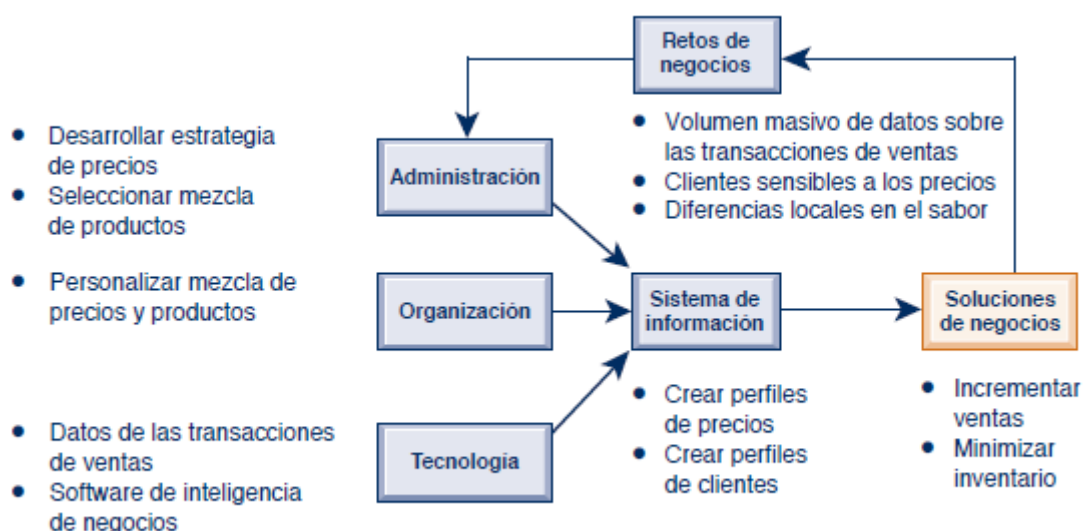 Retos de
negocios
● Volumen masivo de datos sobre
las transacciones de ventas
● Clientes sensibles a los precios
● Diferencias locales en el sabor
● Desarrollar estrategia
de precios
● Seleccionar mezcla
de productos
Administración
● Personalizar mezcla de
precios y productos
Organización
Sistema de
información
Soluciones
de negocios
● Crear perfiles
de precios
● Crear perfiles
de clientes
● Incrementar
ventas
● Minimizar
inventario
● Datos de las transacciones
de ventas
● Software de inteligencia
de negocios
Tecnología